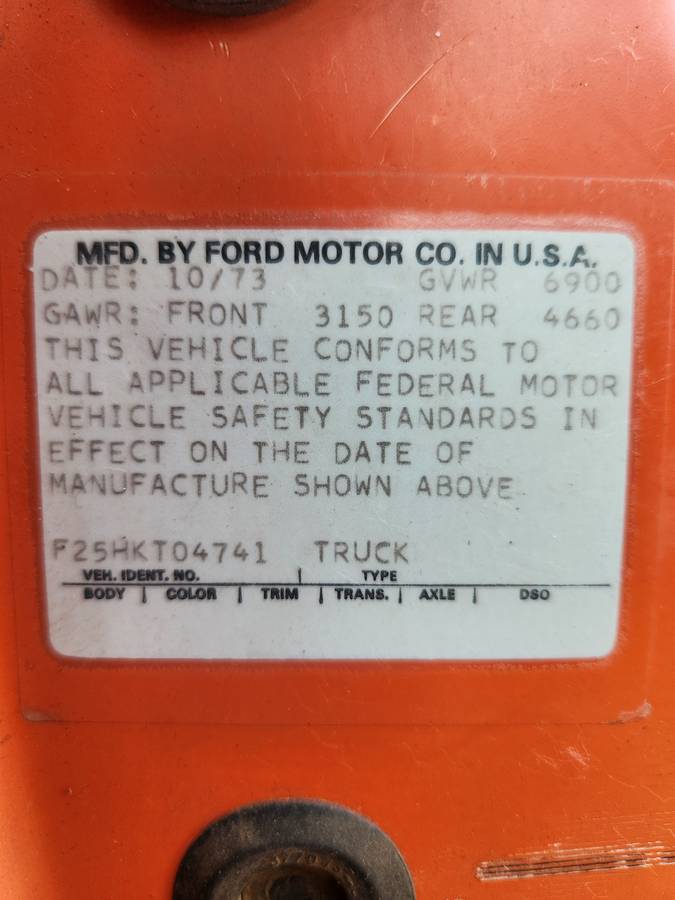 MFD. BY FORD MOTOR CO. IN U.S.A.
DATE: 10/73 GVWR 6900
GAWR: FRONT 3150 REAR 4660
THIS VEHICLE CONFORMS TO
ALL APPLICABLE FEDERAL MOTOR
VEHICLE SAFETY STANDARDS IN
EFFECT ON THE DATE OF
MANUFACTURE SHOWN ABOVE
F25HKT04741 TRUCK
VEH. IDENT. NO. TYPE
BODY COLOR TRIM TRANS. AXLE DSO